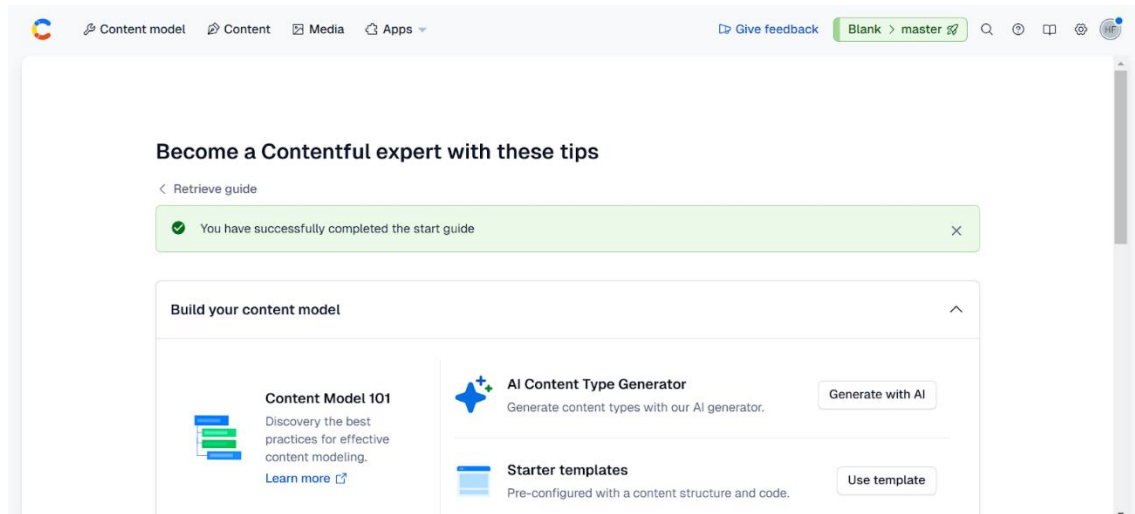 Content model
Content
Media
Apps
Give feedback
Blank > master
HF
Become a Contentful expert with these tips
< Retrieve guide
You have successfully completed the start guide
Build your content model
Content Model 101
Discovery the best
practices for effective
content modeling.
Learn more
AI Content Type Generator
Generate content types with our AI generator.
Generate with AI
Starter templates
Pre-configured with a content structure and code.
Use template